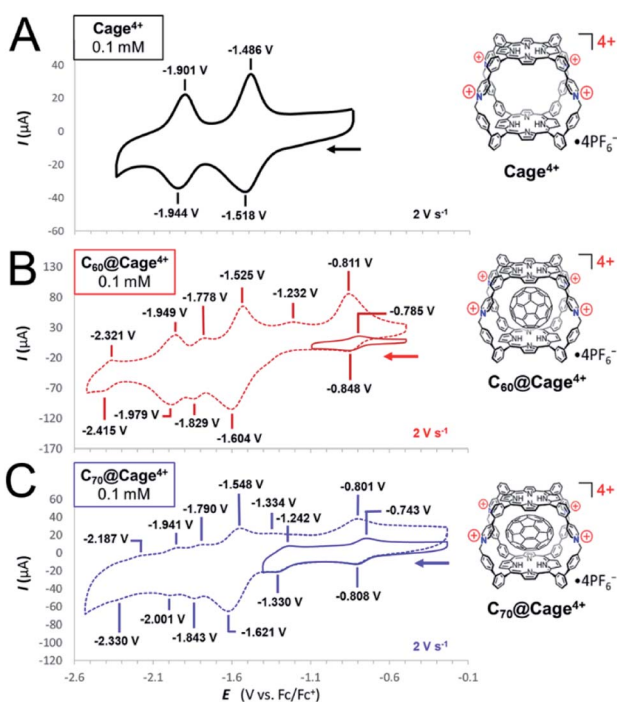 A
Cage4+
0.1 mM
-1.901 V
-1.486 V
40
20
0
-20
-40
-60
I (μA)
-1.944 V
-1.518 V
2 V s-1
4+
N
N
N
N
NH
N
HN
NH
N
HN
•4PF6−
Cage4+
B
C60@Cage4+
0.1 mM
-2.321 V
-1.949 V
-1.778 V
-1.525 V
-1.232 V
-0.811 V
-0.785 V
130
80
30
-20
-70
-120
-170
I (μA)
-2.415 V
-1.979 V
-1.829 V
-1.604 V
-0.848 V
2 V s-1
4+
•4PF6−
C60@Cage4+
C
C70@Cage4+
0.1 mM
-2.187 V
-1.941 V
-1.790 V
-1.548 V
-1.334 V
-1.242 V
-0.801 V
-0.743 V
60
40
20
0
-20
-40
-60
-80
-100
-120
I (μA)
-2.330 V
-2.001 V
-1.843 V
-1.621 V
-1.330 V
-0.808 V
2 V s-1
4+
•4PF6−
C70@Cage4+
-2.6
-2.1
-1.6
-1.1
-0.6
-0.1
E (V vs. Fc/Fc+)